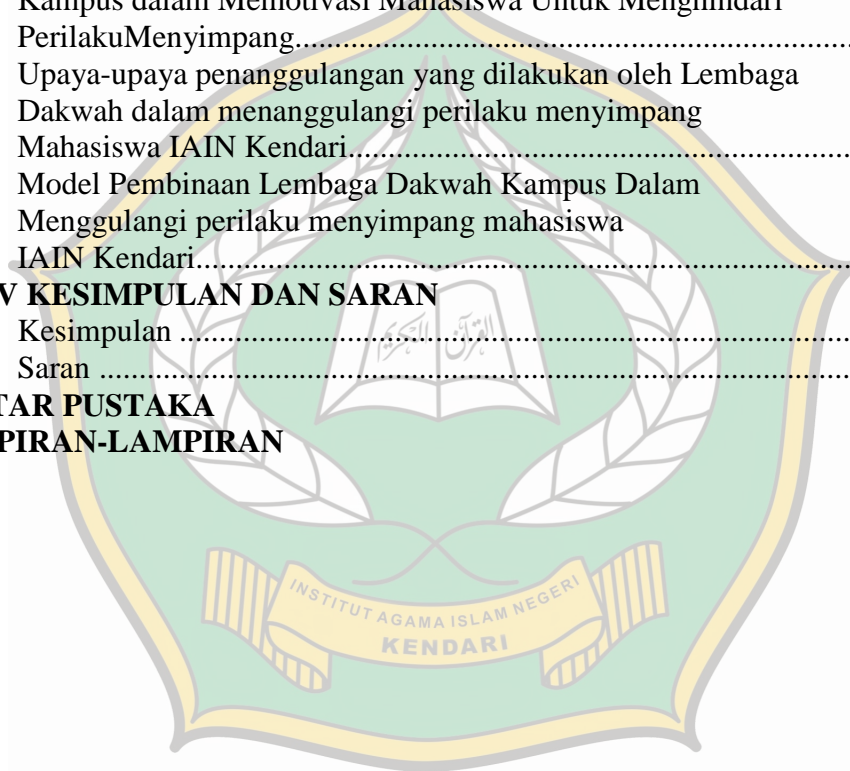 Kampus dalam Memotivasi Mahasiswa Untuk Menghindari
PerilakuMenyimpang..............................................................................
Upaya-upaya penanggulangan yang dilakukan oleh Lembaga
Dakwah dalam menanggulangi perilaku menyimpang
Mahasiswa IAIN Kendari......................................................................
Model Pembinaan Lembaga Dakwah Kampus Dalam
Menggulangi perilaku menyimpang mahasiswa
IAIN Kendari.........................................................................................
V KESIMPULAN DAN SARAN
Kesimpulan ...........................................................................................
Saran .....................................................................................................
TAR PUSTAKA
PIRAN-LAMPIRAN
القرآن الكريم
INSTITUT AGAMA ISLAM NEGERI
KENDARI